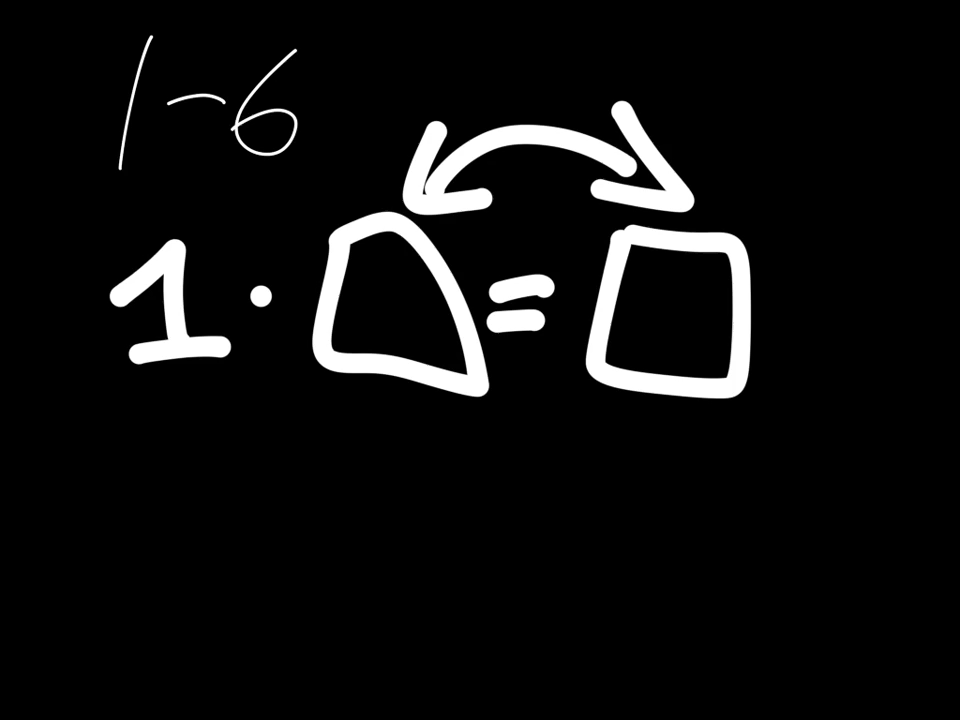 1-6
1 · □ = □